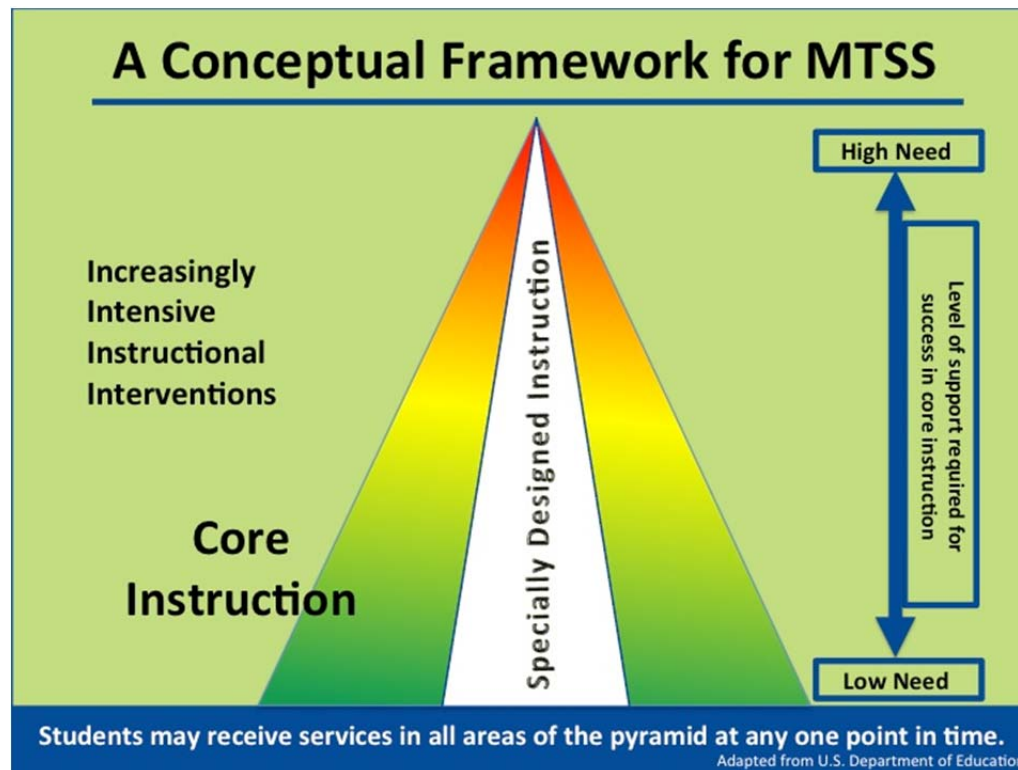 A Conceptual Framework for MTSS
High Need
Increasingly
Intensive
Instructional
Interventions
Core
Instruction
Specially Designed Instruction
Level of support required for
success in core instruction
Low Need
Students may receive services in all areas of the pyramid at any one point in time.
Adapted from U.S. Department of Education